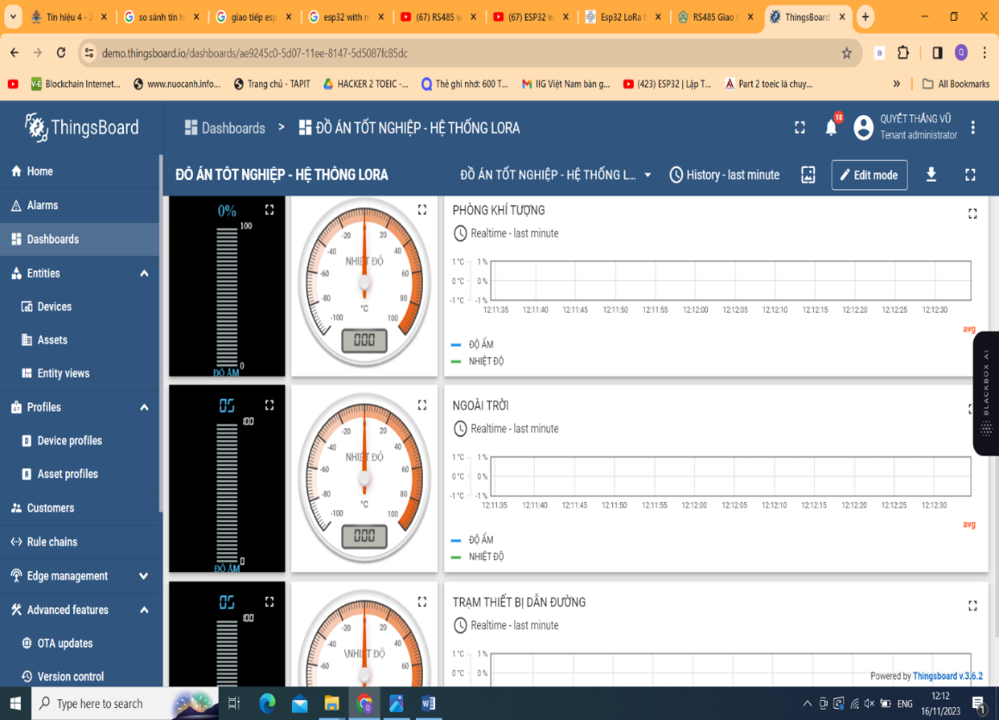 Tin hiệu 4 - 2
so sánh tín h
giao tiếp esp
esp32 with m
(67) RS485 w
(67) ESP32 w
Esp32 LoRa t
RS485 Giao t
ThingsBoard
demo.thingsboard.io/dashboards/ae9245c0-5d07-11ee-8147-5d5087fc85dc
B
Q
Blockchain Internet...
www.nuocanh.info...
Trang chủ - TAPIT
HACKER 2 TOEIC -...
Thẻ ghi nhớ: 600 T...
IIG Việt Nam bản g...
(423) ESP32 | Lập T...
Part 2 toeic là chuy...
All Bookmarks
ThingsBoard
Dashboards > ĐỒ ÁN TỐT NGHIỆP - HỆ THỐNG LORA
18
QUYẾT THẮNG VŨ
Tenant administrator
ĐỒ ÁN TỐT NGHIỆP - HỆ THỐNG LORA
ĐỒ ÁN TỐT NGHIỆP - HỆ THỐNG L...
History - last minute
Edit mode
Home
Alarms
Dashboards
Entities
Devices
Assets
Entity views
Profiles
Device profiles
Asset profiles
Customers
Rule chains
Edge management
Advanced features
OTA updates
Version control
0%
100
0
ĐỘ ẨM
-20 20
-40 40
NHIỆT ĐỘ
-60 60
-80 80
°C
-100 100
000
PHÒNG KHÍ TƯỢNG
Realtime - last minute
1 °C 1 %
0 °C 0 %
-1 °C -1 %
12:11:35 12:11:40 12:11:45 12:11:50 12:11:55 12:12:00 12:12:05 12:12:10 12:12:15 12:12:20 12:12:25 12:12:30
avg
ĐỘ ẨM
NHIỆT ĐỘ
BLACKBOX AI
100
0
ĐỘ ẨM
-20 20
-40 40
NHIỆT ĐỘ
-60 60
-80 80
°C
-100 100
000
NGOÀI TRỜI
Realtime - last minute
1 °C 1 %
0 °C 0 %
-1 °C -1 %
12:11:35 12:11:40 12:11:45 12:11:50 12:11:55 12:12:00 12:12:05 12:12:10 12:12:15 12:12:20 12:12:25 12:12:30
avg
ĐỘ ẨM
NHIỆT ĐỘ
100
-20 20
-40 40
\NHIỆT ĐỘ
-60 60
TRẠM THIẾT BỊ DẪN ĐƯỜNG
Realtime - last minute
1 °C 1 %
0 °C 0 %
Powered by Thingsboard v.3.6.2
Type here to search
ENG
12:12
16/11/2023
1